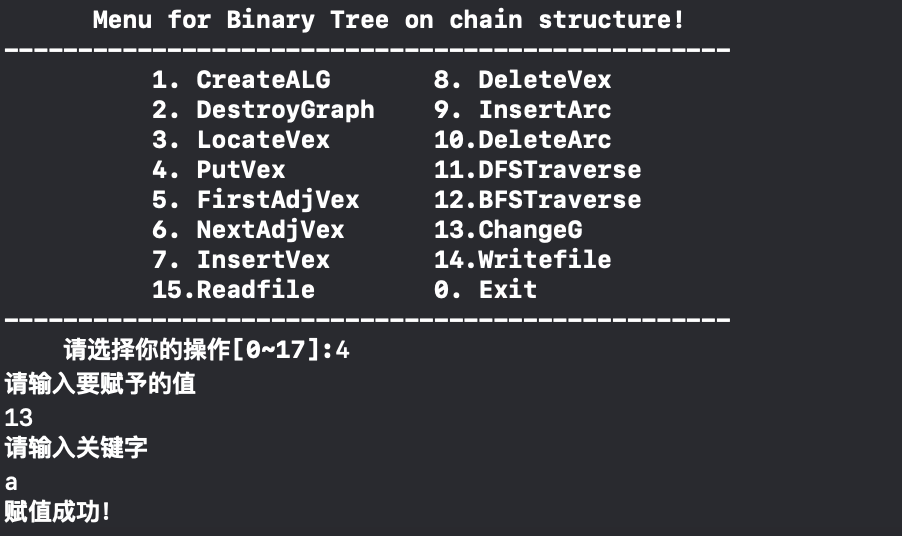 Menu for Binary Tree on chain structure!
-------------------------------------------------
1. CreateALG 8. DeleteVex
2. DestroyGraph 9. InsertArc
3. LocateVex 10.DeleteArc
4. PutVex 11.DFSTraverse
5. FirstAdjVex 12.BFSTraverse
6. NextAdjVex 13.ChangeG
7. InsertVex 14.Writefile
15.Readfile 0. Exit
-------------------------------------------------
请选择你的操作[0~17]:4
请输入要赋予的值
13
请输入关键字
a
赋值成功!